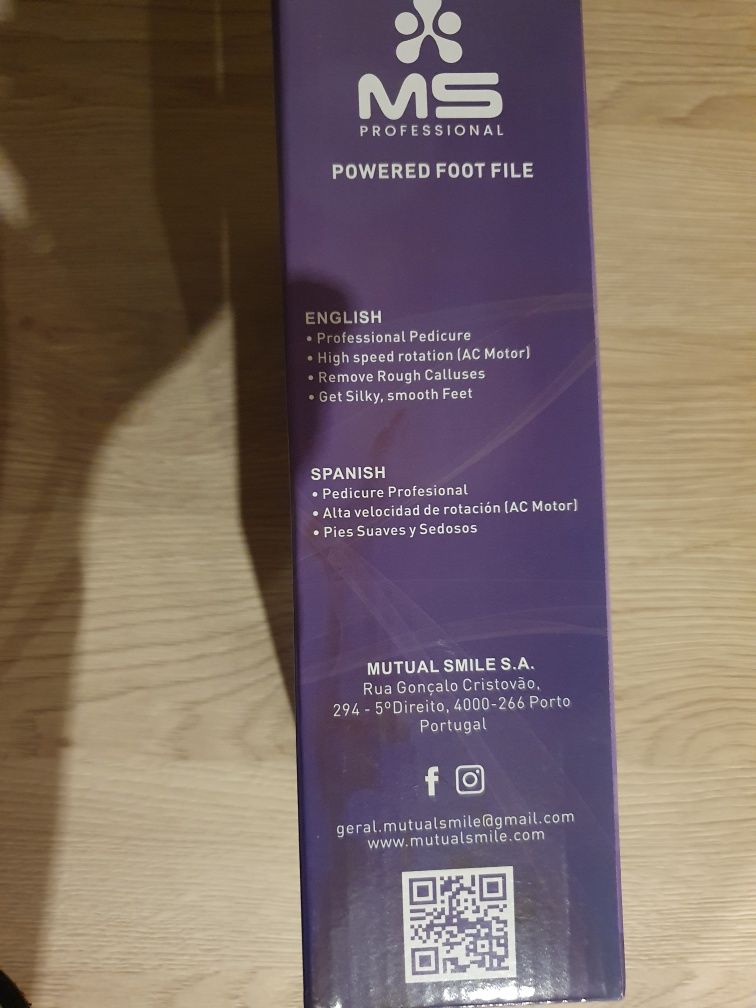 MS
PROFESSIONAL
POWERED FOOT FILE
ENGLISH
• Professional Pedicure
• High speed rotation (AC Motor)
• Remove Rough Calluses
• Get Silky, smooth Feet
SPANISH
• Pedicure Profesional
• Alta velocidad de rotación (AC Motor)
• Pies Suaves y Sedosos
MUTUAL SMILE S.A.
Rua Gonçalo Cristovão,
294 - 5ºDireito, 4000-266 Porto
Portugal
geral.mutualsmile@gmail.com
www.mutualsmile.com